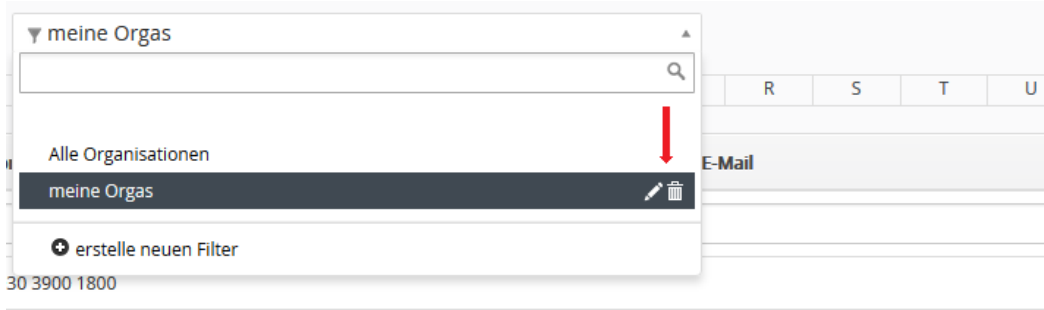 meine Orgas
R S T U
Alle Organisationen
E-Mail
meine Orgas
erstelle neuen Filter
30 3900 1800